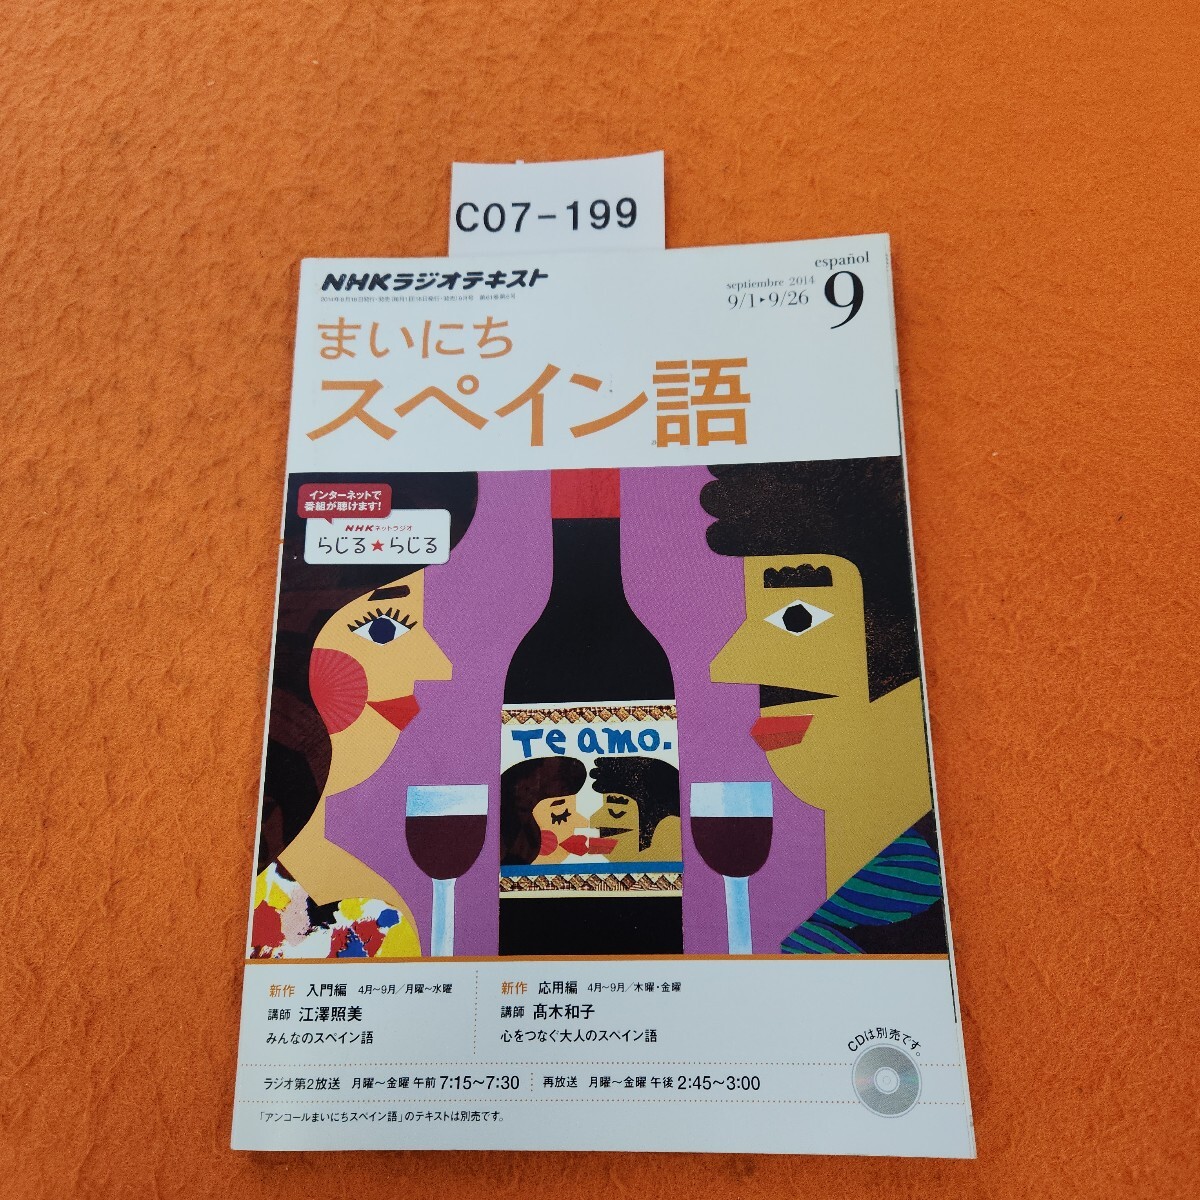 C07-199
NHKラジオテキスト
español
septiembre 2014
9/1▶9/26
9
まいにち
スペイン語
インターネットで
番組が聴けます!
NHKネットラジオ
らじる★らじる
Te amo.
新作 入門編 4月〜9月/月曜〜水曜
講師 江澤照美
みんなのスペイン語
新作 応用編 4月〜9月/木曜・金曜
講師 髙木和子
心をつなぐ大人のスペイン語
CDは別売です。
ラジオ第2放送 月曜〜金曜 午前 7:15〜7:30
再放送 月曜〜金曜 午後 2:45〜3:00
「アンコールまいにちスペイン語」のテキストは別売です。